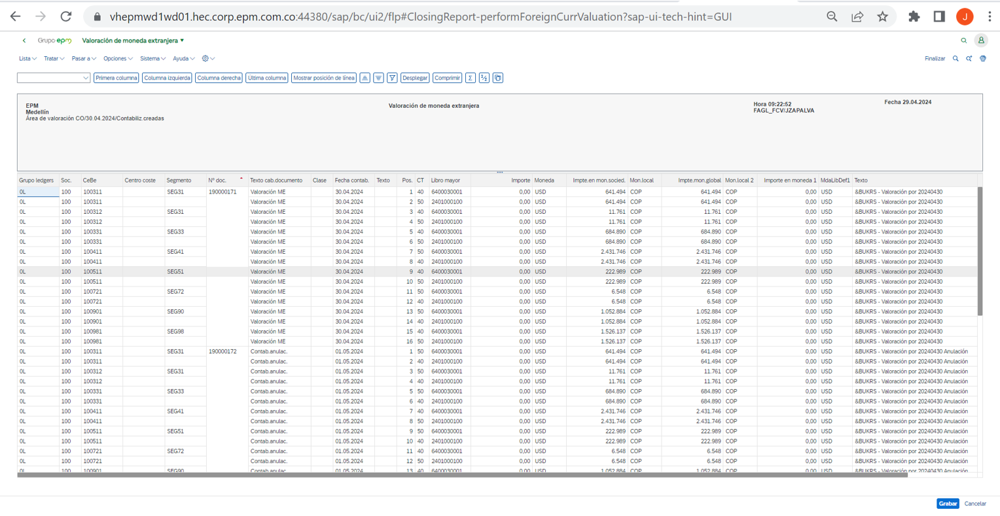 vhepmwd1wd01.hec.corp.epm.com.co:44380/sap/bc/ui2/flp#ClosingReport-performForeignCurrValuation?sap-ui-tech-hint=GUI J
Grupo·epm Valoración de moneda extranjera
Lista Tratar Pasar a Opciones Sistema Ayuda Finalizar
Primera columna Columna izquierda Columna derecha Última columna Mostrar posición de línea Desplegar Comprimir
EPM Valoración de moneda extranjera Hora 09:22:52 Fecha 29.04.2024
Medellín FAGL_FCV/JZAPALVA
Área de valoración CO/30.04.2024/Contabiliz.creadas
Grupo ledgers Soc. CeBe Centro coste Segmento Nº doc. Texto cab.documento Clase Fecha contab. Texto Pos. CT Libro mayor Importe Moneda Impte.en mon.socied. Mon.local Impte.mon.global Mon.local 2 Importe en moneda 1 MdaLibDef1 Texto
0L 100 100311 SEG31 190000171 Valoración ME 30.04.2024 1 40 6400030001 0,00 USD 641.494 COP 641.494 COP 0,00 USD &BUKRS - Valoración por 20240430
0L 100 100311 Valoración ME 30.04.2024 2 50 2401000100 0,00 USD 641.494 COP 641.494 COP 0,00 USD &BUKRS - Valoración por 20240430
0L 100 100312 SEG31 Valoración ME 30.04.2024 3 40 6400030001 0,00 USD 11.761 COP 11.761 COP 0,00 USD &BUKRS - Valoración por 20240430
0L 100 100312 Valoración ME 30.04.2024 4 50 2401000100 0,00 USD 11.761 COP 11.761 COP 0,00 USD &BUKRS - Valoración por 20240430
0L 100 100331 SEG33 Valoración ME 30.04.2024 5 40 6400030001 0,00 USD 684.890 COP 684.890 COP 0,00 USD &BUKRS - Valoración por 20240430
0L 100 100331 Valoración ME 30.04.2024 6 50 2401000100 0,00 USD 684.890 COP 684.890 COP 0,00 USD &BUKRS - Valoración por 20240430
0L 100 100411 SEG41 Valoración ME 30.04.2024 7 50 6400030001 0,00 USD 2.431.746 COP 2.431.746 COP 0,00 USD &BUKRS - Valoración por 20240430
0L 100 100411 Valoración ME 30.04.2024 8 40 2401000100 0,00 USD 2.431.746 COP 2.431.746 COP 0,00 USD &BUKRS - Valoración por 20240430
0L 100 100511 SEG51 Valoración ME 30.04.2024 9 40 6400030001 0,00 USD 222.989 COP 222.989 COP 0,00 USD &BUKRS - Valoración por 20240430
0L 100 100511 Valoración ME 30.04.2024 10 50 2401000100 0,00 USD 222.989 COP 222.989 COP 0,00 USD &BUKRS - Valoración por 20240430
0L 100 100721 SEG72 Valoración ME 30.04.2024 11 50 6400030001 0,00 USD 6.548 COP 6.548 COP 0,00 USD &BUKRS - Valoración por 20240430
0L 100 100721 Valoración ME 30.04.2024 12 40 2401000100 0,00 USD 6.548 COP 6.548 COP 0,00 USD &BUKRS - Valoración por 20240430
0L 100 100901 SEG90 Valoración ME 30.04.2024 13 50 6400030001 0,00 USD 1.052.884 COP 1.052.884 COP 0,00 USD &BUKRS - Valoración por 20240430
0L 100 100901 Valoración ME 30.04.2024 14 40 2401000100 0,00 USD 1.052.884 COP 1.052.884 COP 0,00 USD &BUKRS - Valoración por 20240430
0L 100 100981 SEG98 Valoración ME 30.04.2024 15 40 6400030001 0,00 USD 1.526.137 COP 1.526.137 COP 0,00 USD &BUKRS - Valoración por 20240430
0L 100 100981 Valoración ME 30.04.2024 16 50 2401000100 0,00 USD 1.526.137 COP 1.526.137 COP 0,00 USD &BUKRS - Valoración por 20240430
0L 100 100311 SEG31 190000172 Contab.anulac. 01.05.2024 1 50 6400030001 0,00 USD 641.494 COP 641.494 COP 0,00 USD &BUKRS - Valoración por 20240430 Anulación
0L 100 100311 Contab.anulac. 01.05.2024 2 40 2401000100 0,00 USD 641.494 COP 641.494 COP 0,00 USD &BUKRS - Valoración por 20240430 Anulación
0L 100 100312 SEG31 Contab.anulac. 01.05.2024 3 50 6400030001 0,00 USD 11.761 COP 11.761 COP 0,00 USD &BUKRS - Valoración por 20240430 Anulación
0L 100 100312 Contab.anulac. 01.05.2024 4 40 2401000100 0,00 USD 11.761 COP 11.761 COP 0,00 USD &BUKRS - Valoración por 20240430 Anulación
0L 100 100331 SEG33 Contab.anulac. 01.05.2024 5 50 6400030001 0,00 USD 684.890 COP 684.890 COP 0,00 USD &BUKRS - Valoración por 20240430 Anulación
0L 100 100331 Contab.anulac. 01.05.2024 6 40 2401000100 0,00 USD 684.890 COP 684.890 COP 0,00 USD &BUKRS - Valoración por 20240430 Anulación
0L 100 100411 SEG41 Contab.anulac. 01.05.2024 7 40 6400030001 0,00 USD 2.431.746 COP 2.431.746 COP 0,00 USD &BUKRS - Valoración por 20240430 Anulación
0L 100 100411 Contab.anulac. 01.05.2024 8 50 2401000100 0,00 USD 2.431.746 COP 2.431.746 COP 0,00 USD &BUKRS - Valoración por 20240430 Anulación
0L 100 100511 SEG51 Contab.anulac. 01.05.2024 9 50 6400030001 0,00 USD 222.989 COP 222.989 COP 0,00 USD &BUKRS - Valoración por 20240430 Anulación
0L 100 100511 Contab.anulac. 01.05.2024 10 40 2401000100 0,00 USD 222.989 COP 222.989 COP 0,00 USD &BUKRS - Valoración por 20240430 Anulación
0L 100 100721 SEG72 Contab.anulac. 01.05.2024 11 40 6400030001 0,00 USD 6.548 COP 6.548 COP 0,00 USD &BUKRS - Valoración por 20240430 Anulación
0L 100 100721 Contab.anulac. 01.05.2024 12 50 2401000100 0,00 USD 6.548 COP 6.548 COP 0,00 USD &BUKRS - Valoración por 20240430 Anulación
0L 100 100901 SEG90 Contab.anulac. 01.05.2024 13 40 6400030001 0,00 USD 1.052.884 COP 1.052.884 COP 0,00 USD &BUKRS - Valoración por 20240430 Anulación
Grabar Cancelar